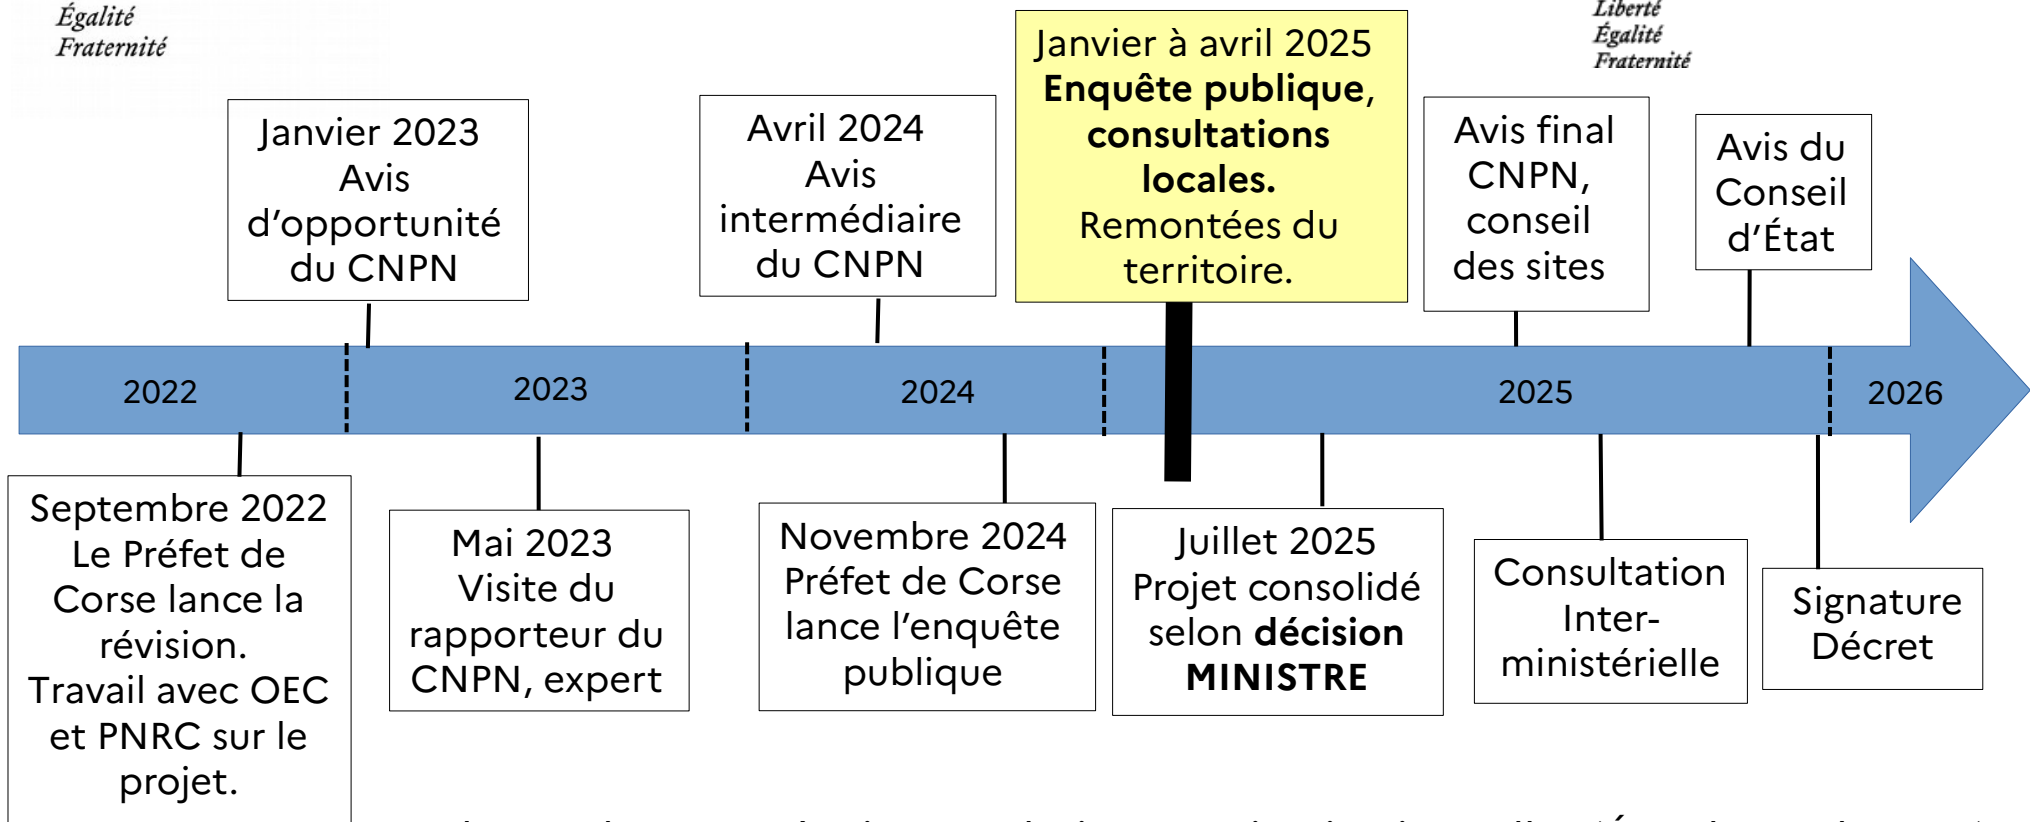 Égalité
Fraternité
Liberté
Égalité
Fraternité
Janvier 2023
Avis
d’opportunité
du CNPN
Avril 2024
Avis
intermédiaire
du CNPN
Janvier à avril 2025
Enquête publique,
consultations
locales.
Remontées du
territoire.
Avis final
CNPN,
conseil
des sites
Avis du
Conseil
d’État
2022
2023
2024
2025
2026
Septembre 2022
Le Préfet de
Corse lance la
révision.
Travail avec OEC
et PNRC sur le
projet.
Mai 2023
Visite du
rapporteur du
CNPN, expert
Novembre 2024
Préfet de Corse
lance l’enquête
publique
Juillet 2025
Projet consolidé
selon décision
MINISTRE
Consultation
Inter-
ministérielle
Signature
Décret